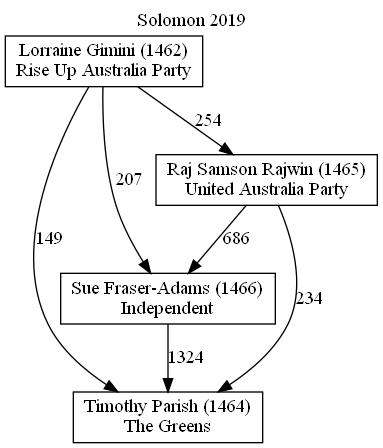 Solomon 2019
Lorraine Gimini (1462)
Rise Up Australia Party
254
Raj Samson Rajwin (1465)
United Australia Party
207
149
686
Sue Fraser-Adams (1466)
Independent
234
1324
Timothy Parish (1464)
The Greens